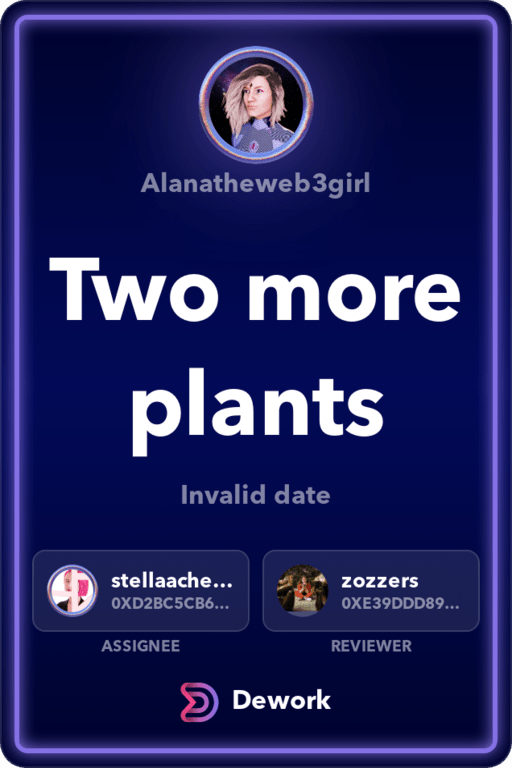 Alanatheweb3girl
Two more
plants
Invalid date
stellaache...
0XD2BC5CB6...
ASSIGNEE
zozzers
0XE39DDD89...
REVIEWER
Dework